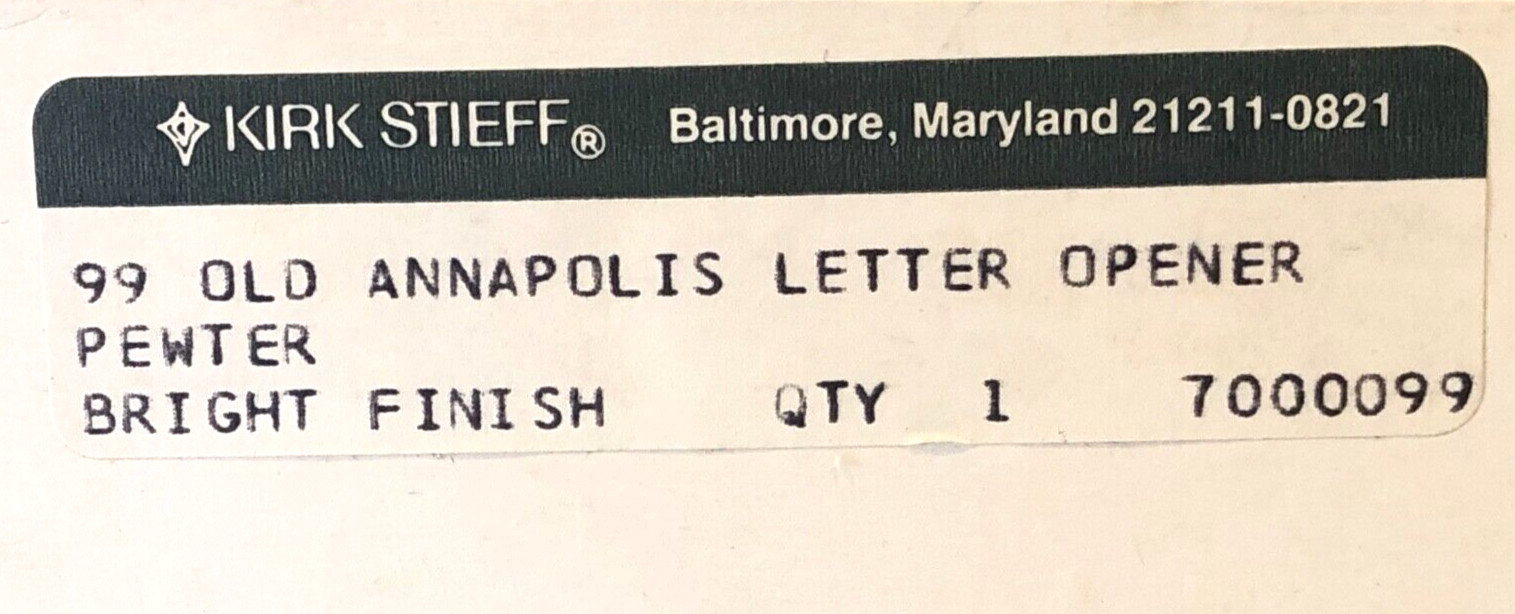 KIRK STIEFF® Baltimore, Maryland 21211-0821
99 OLD ANNAPOLIS LETTER OPENER
PEWTER
BRIGHT FINISH QTY 1 7000099